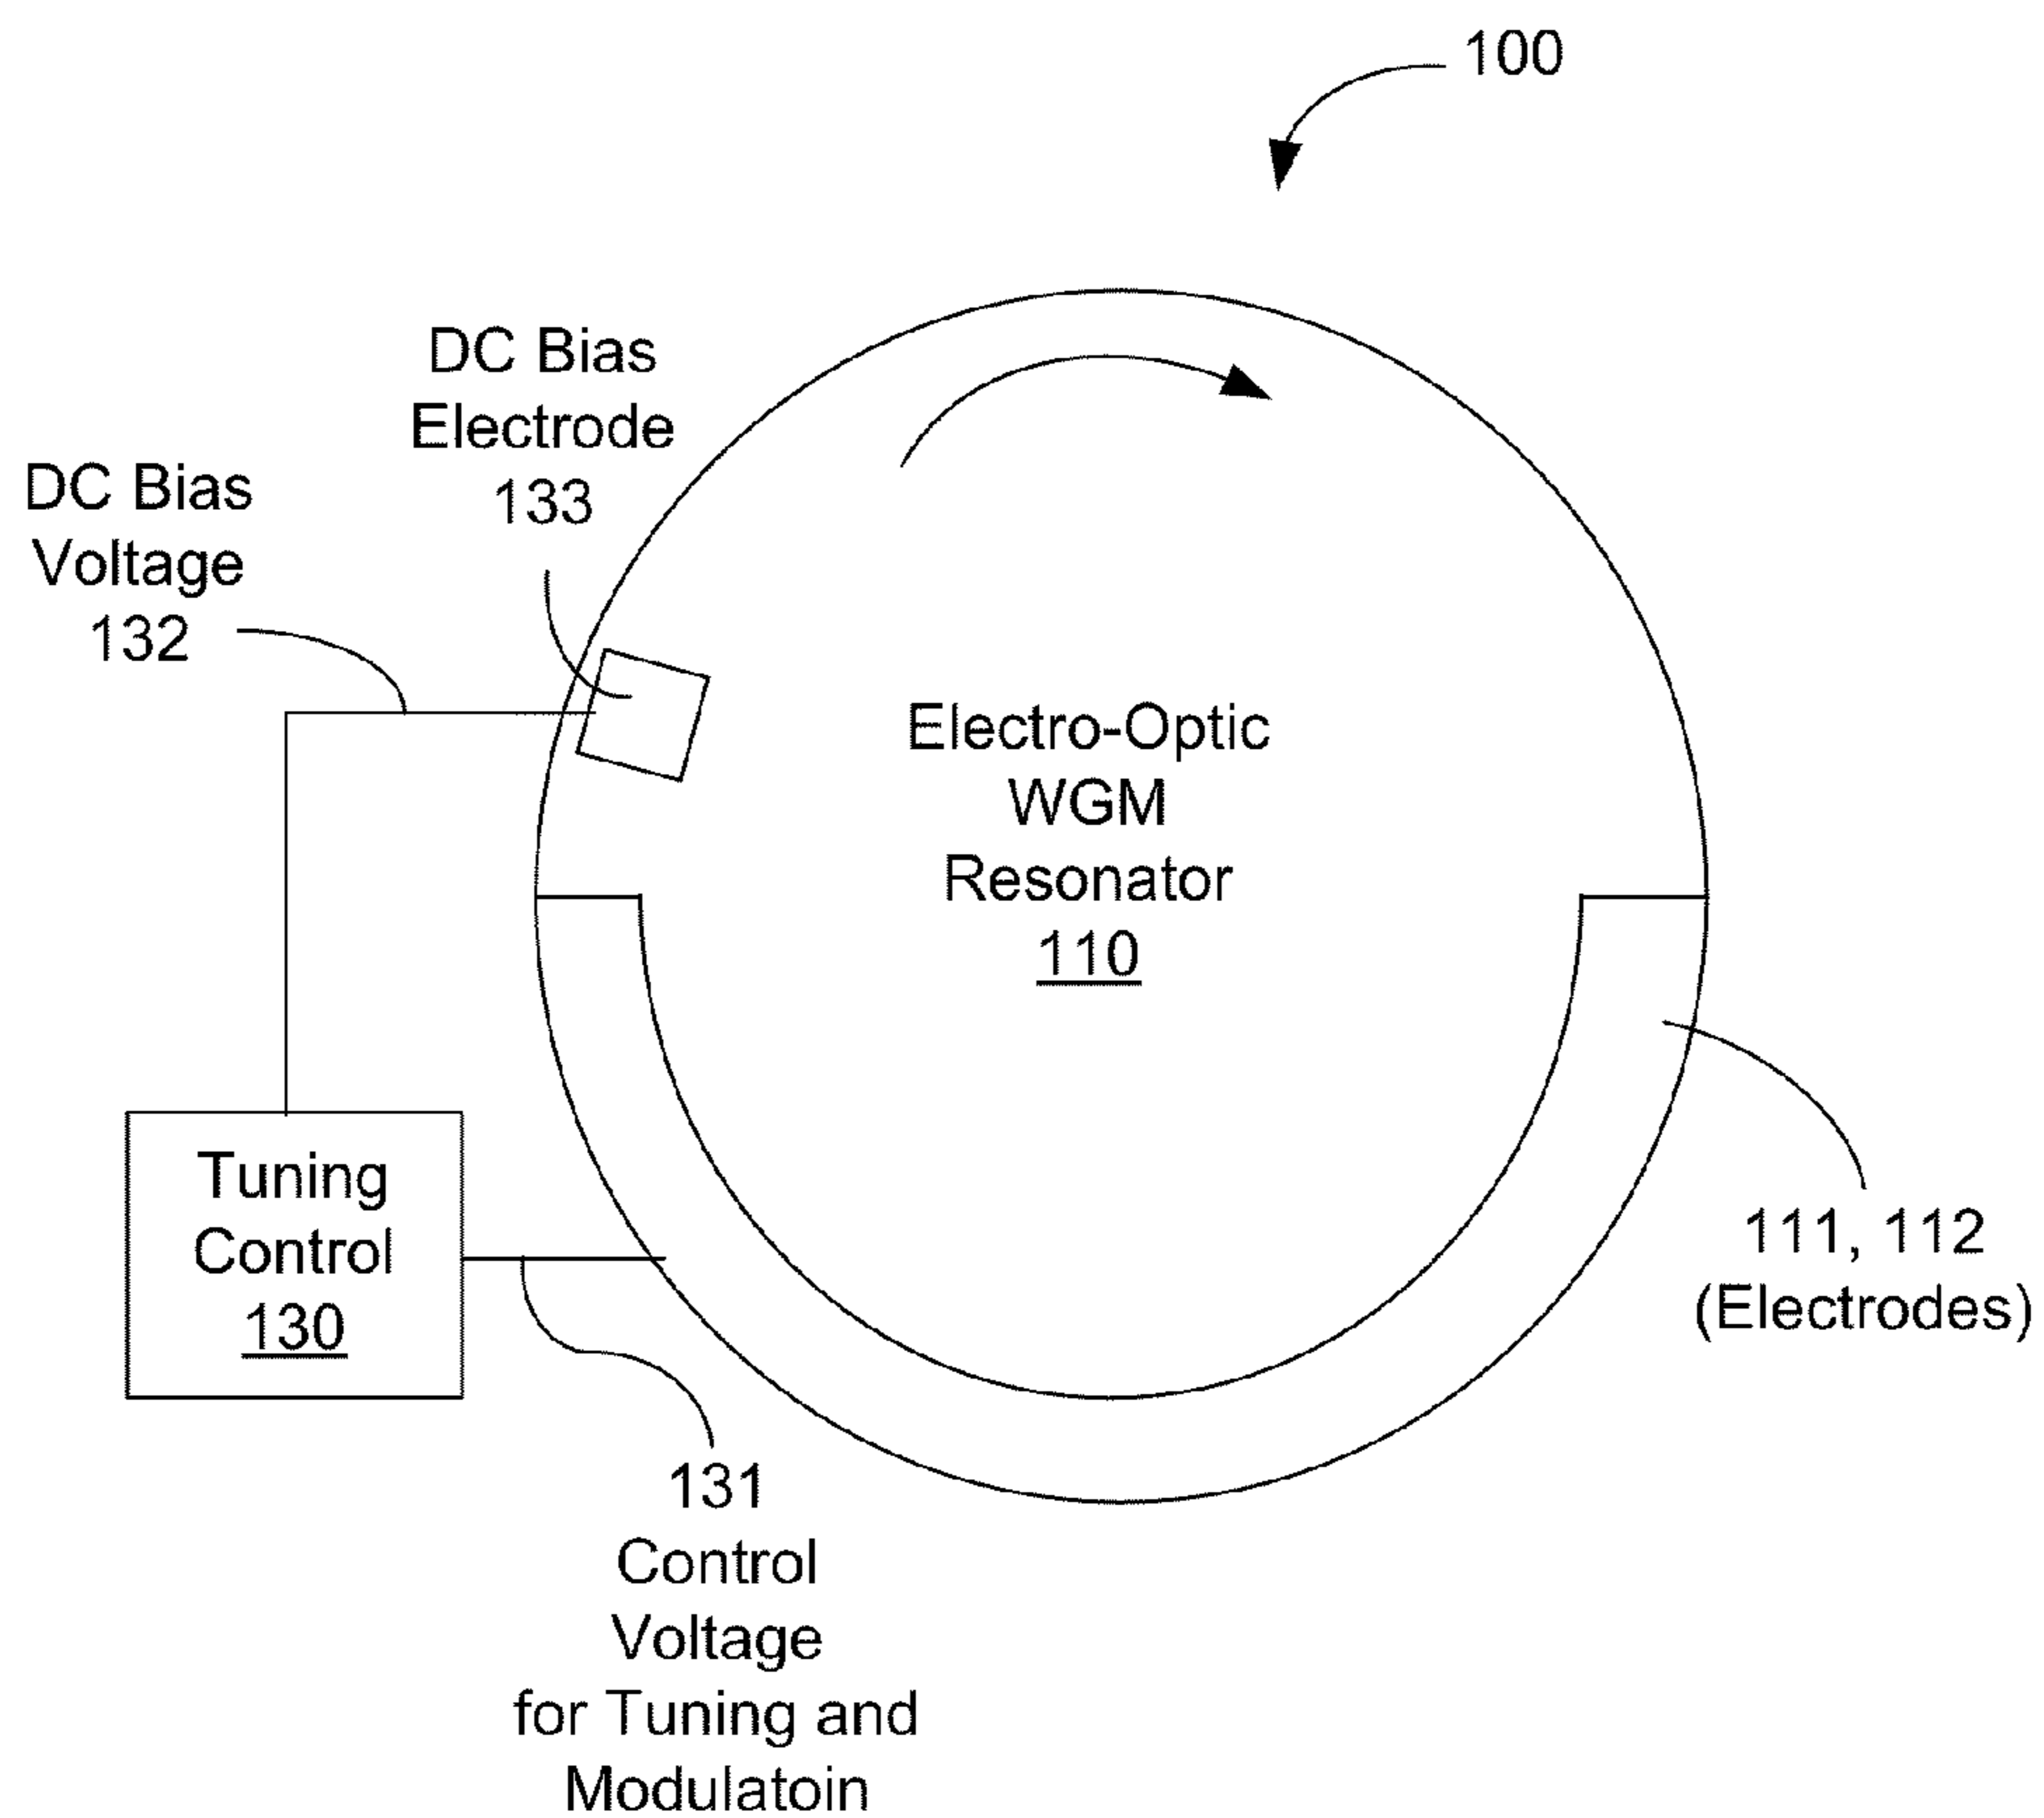 100
DC Bias
Electrode
133
DC Bias
Voltage
132
Electro-Optic
WGM
Resonator
110
Tuning
Control
130
111, 112
(Electrodes)
131
Control
Voltage
for Tuning and
Modulatoin